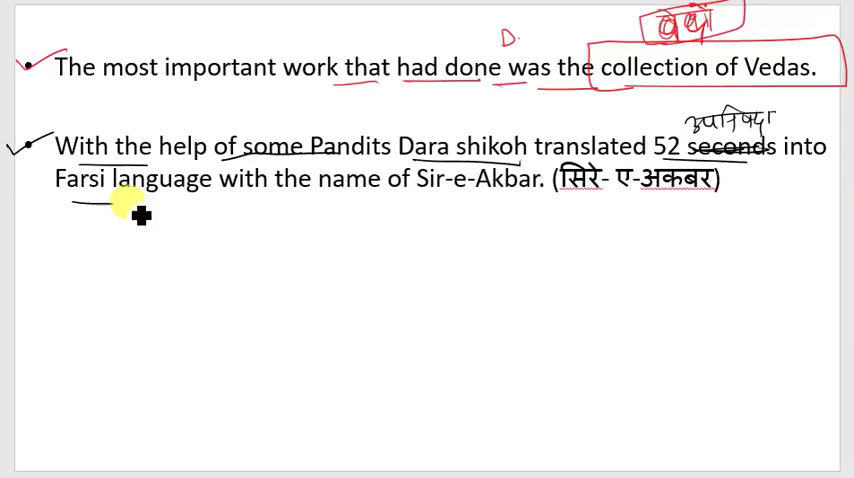 वेदों
D.
• The most important work that had done was the collection of Vedas.
उपनिषदों
• With the help of some Pandits Dara shikoh translated 52 seconds into
Farsi language with the name of Sir-e-Akbar. (सिरे- ए-अकबर)